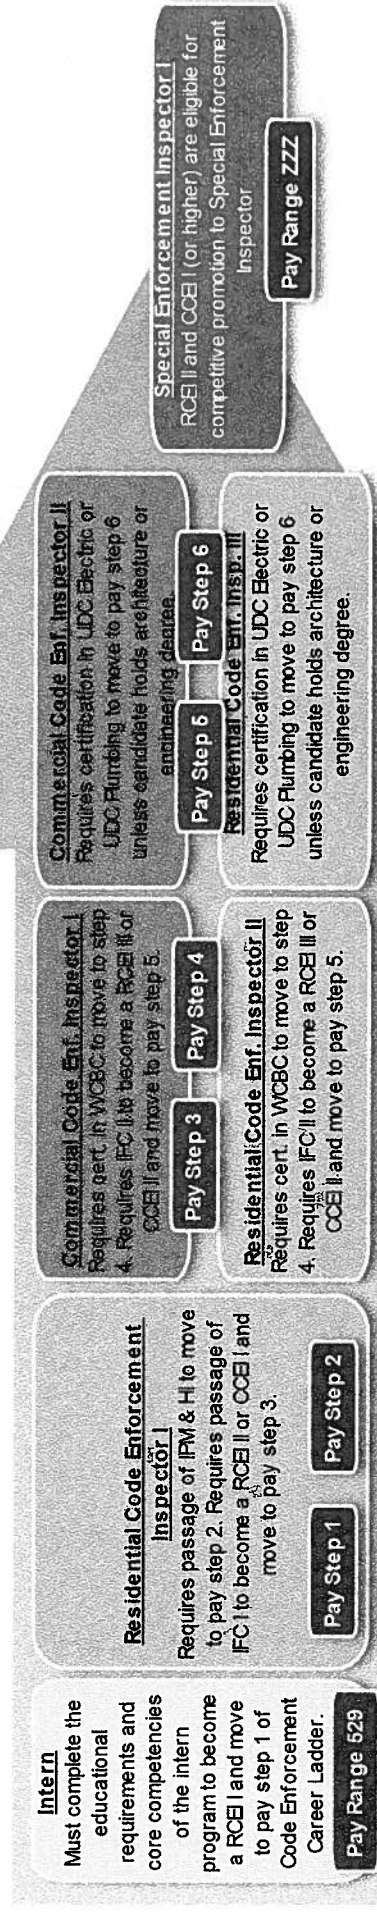 Intern
Must complete the
educational
requirements and
core competencies
of the intern
program to become
a RCEI I and move
to pay step 1 of
Code Enforcement
Career Ladder.
Pay Range 529
Residential Code Enforcement
Inspector I
Requires passage of IPM & HI to move
to pay step 2. Requires passage of
IFC I to become a RCEI II or CCEI I and
move to pay step 3.
Pay Step 1
Pay Step 2
Commercial Code Enf. Inspector I
Requires cert. in WCBC to move to step
4. Requires IFC II to become a RCEI III or
CCEI II and move to pay step 5.
Pay Step 3
Pay Step 4
Residential Code Enf. Inspector II
Requires cert. in WCBC to move to step
4. Requires IFC II to become a RCEI III or
CCEI II and move to pay step 5.
Commercial Code Enf. Inspector II
Requires certification in UDC Electric or
UDC Plumbing to move to pay step 6
unless candidate holds architecture or
engineering degree.
Pay Step 5
Pay Step 6
Residential Code Enf. Insp. III
Requires certification in UDC Electric or
UDC Plumbing to move to pay step 6
unless candidate holds architecture or
engineering degree.
Special Enforcement Inspector I
RCEI II and CCEI I (or higher) are eligible for
competitive promotion to Special Enforcement
Inspector
Pay Range ZZZ